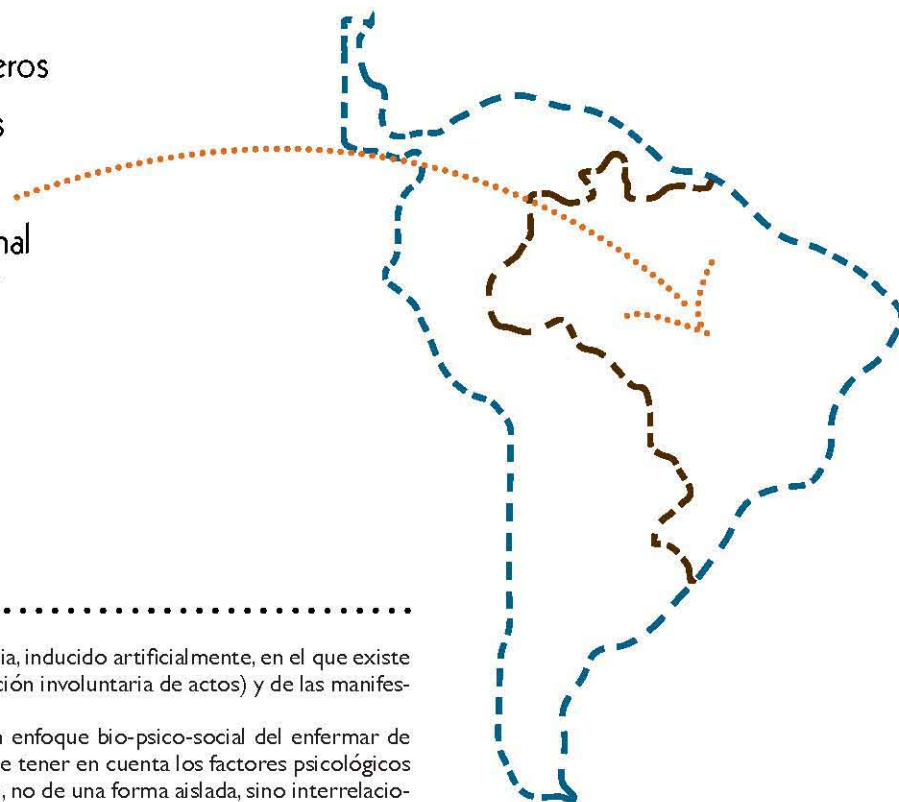 eros
s
nal
ia, inducido artificialmente, en el que existe
ción involuntaria de actos) y de las manifes-
n enfoque bio-psico-social del enfermar de
e tener en cuenta los factores psicológicos
, no de una forma aislada, sino interrelacio-